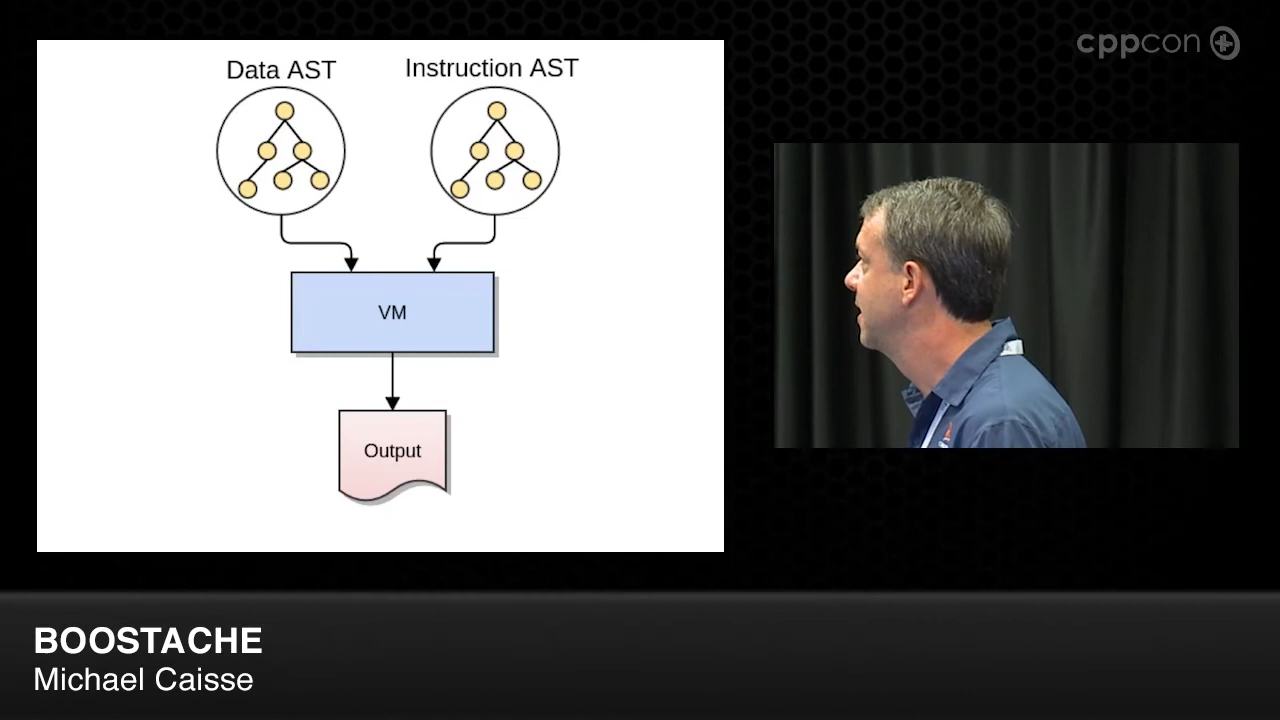 cppcon
Data AST
Instruction AST
VM
Output
BOOSTACHE
Michael Caisse